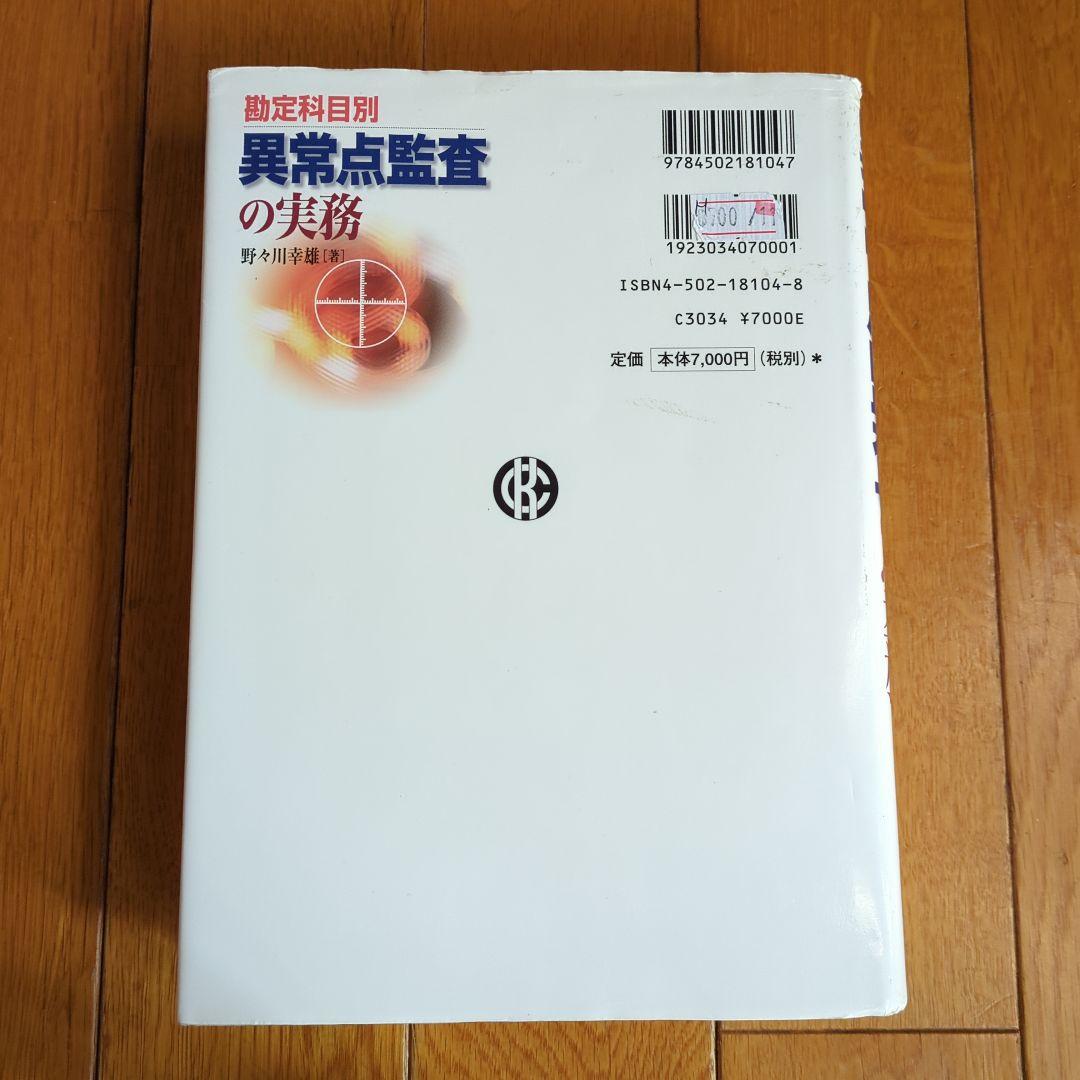 勘定科目別
異常点監査
の実務
野々川幸雄[著]
9784502181047
1923034070001
ISBN4-502-18104-8
C3034 ¥7000E
定価 本体7,000円 (税別) *